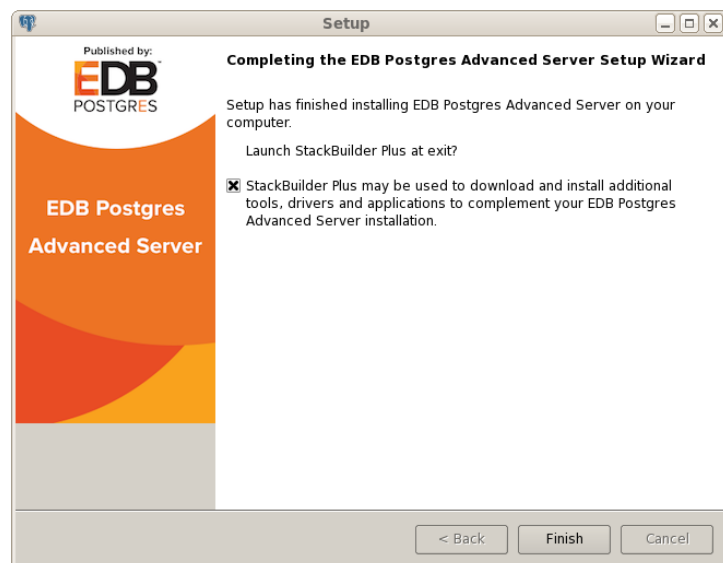 Setup
Published by:
EDB
POSTGRES
EDB Postgres
Advanced Server
Completing the EDB Postgres Advanced Server Setup Wizard
Setup has finished installing EDB Postgres Advanced Server on your
computer.
Launch StackBuilder Plus at exit?
StackBuilder Plus may be used to download and install additional
tools, drivers and applications to complement your EDB Postgres
Advanced Server installation.
< Back
Finish
Cancel